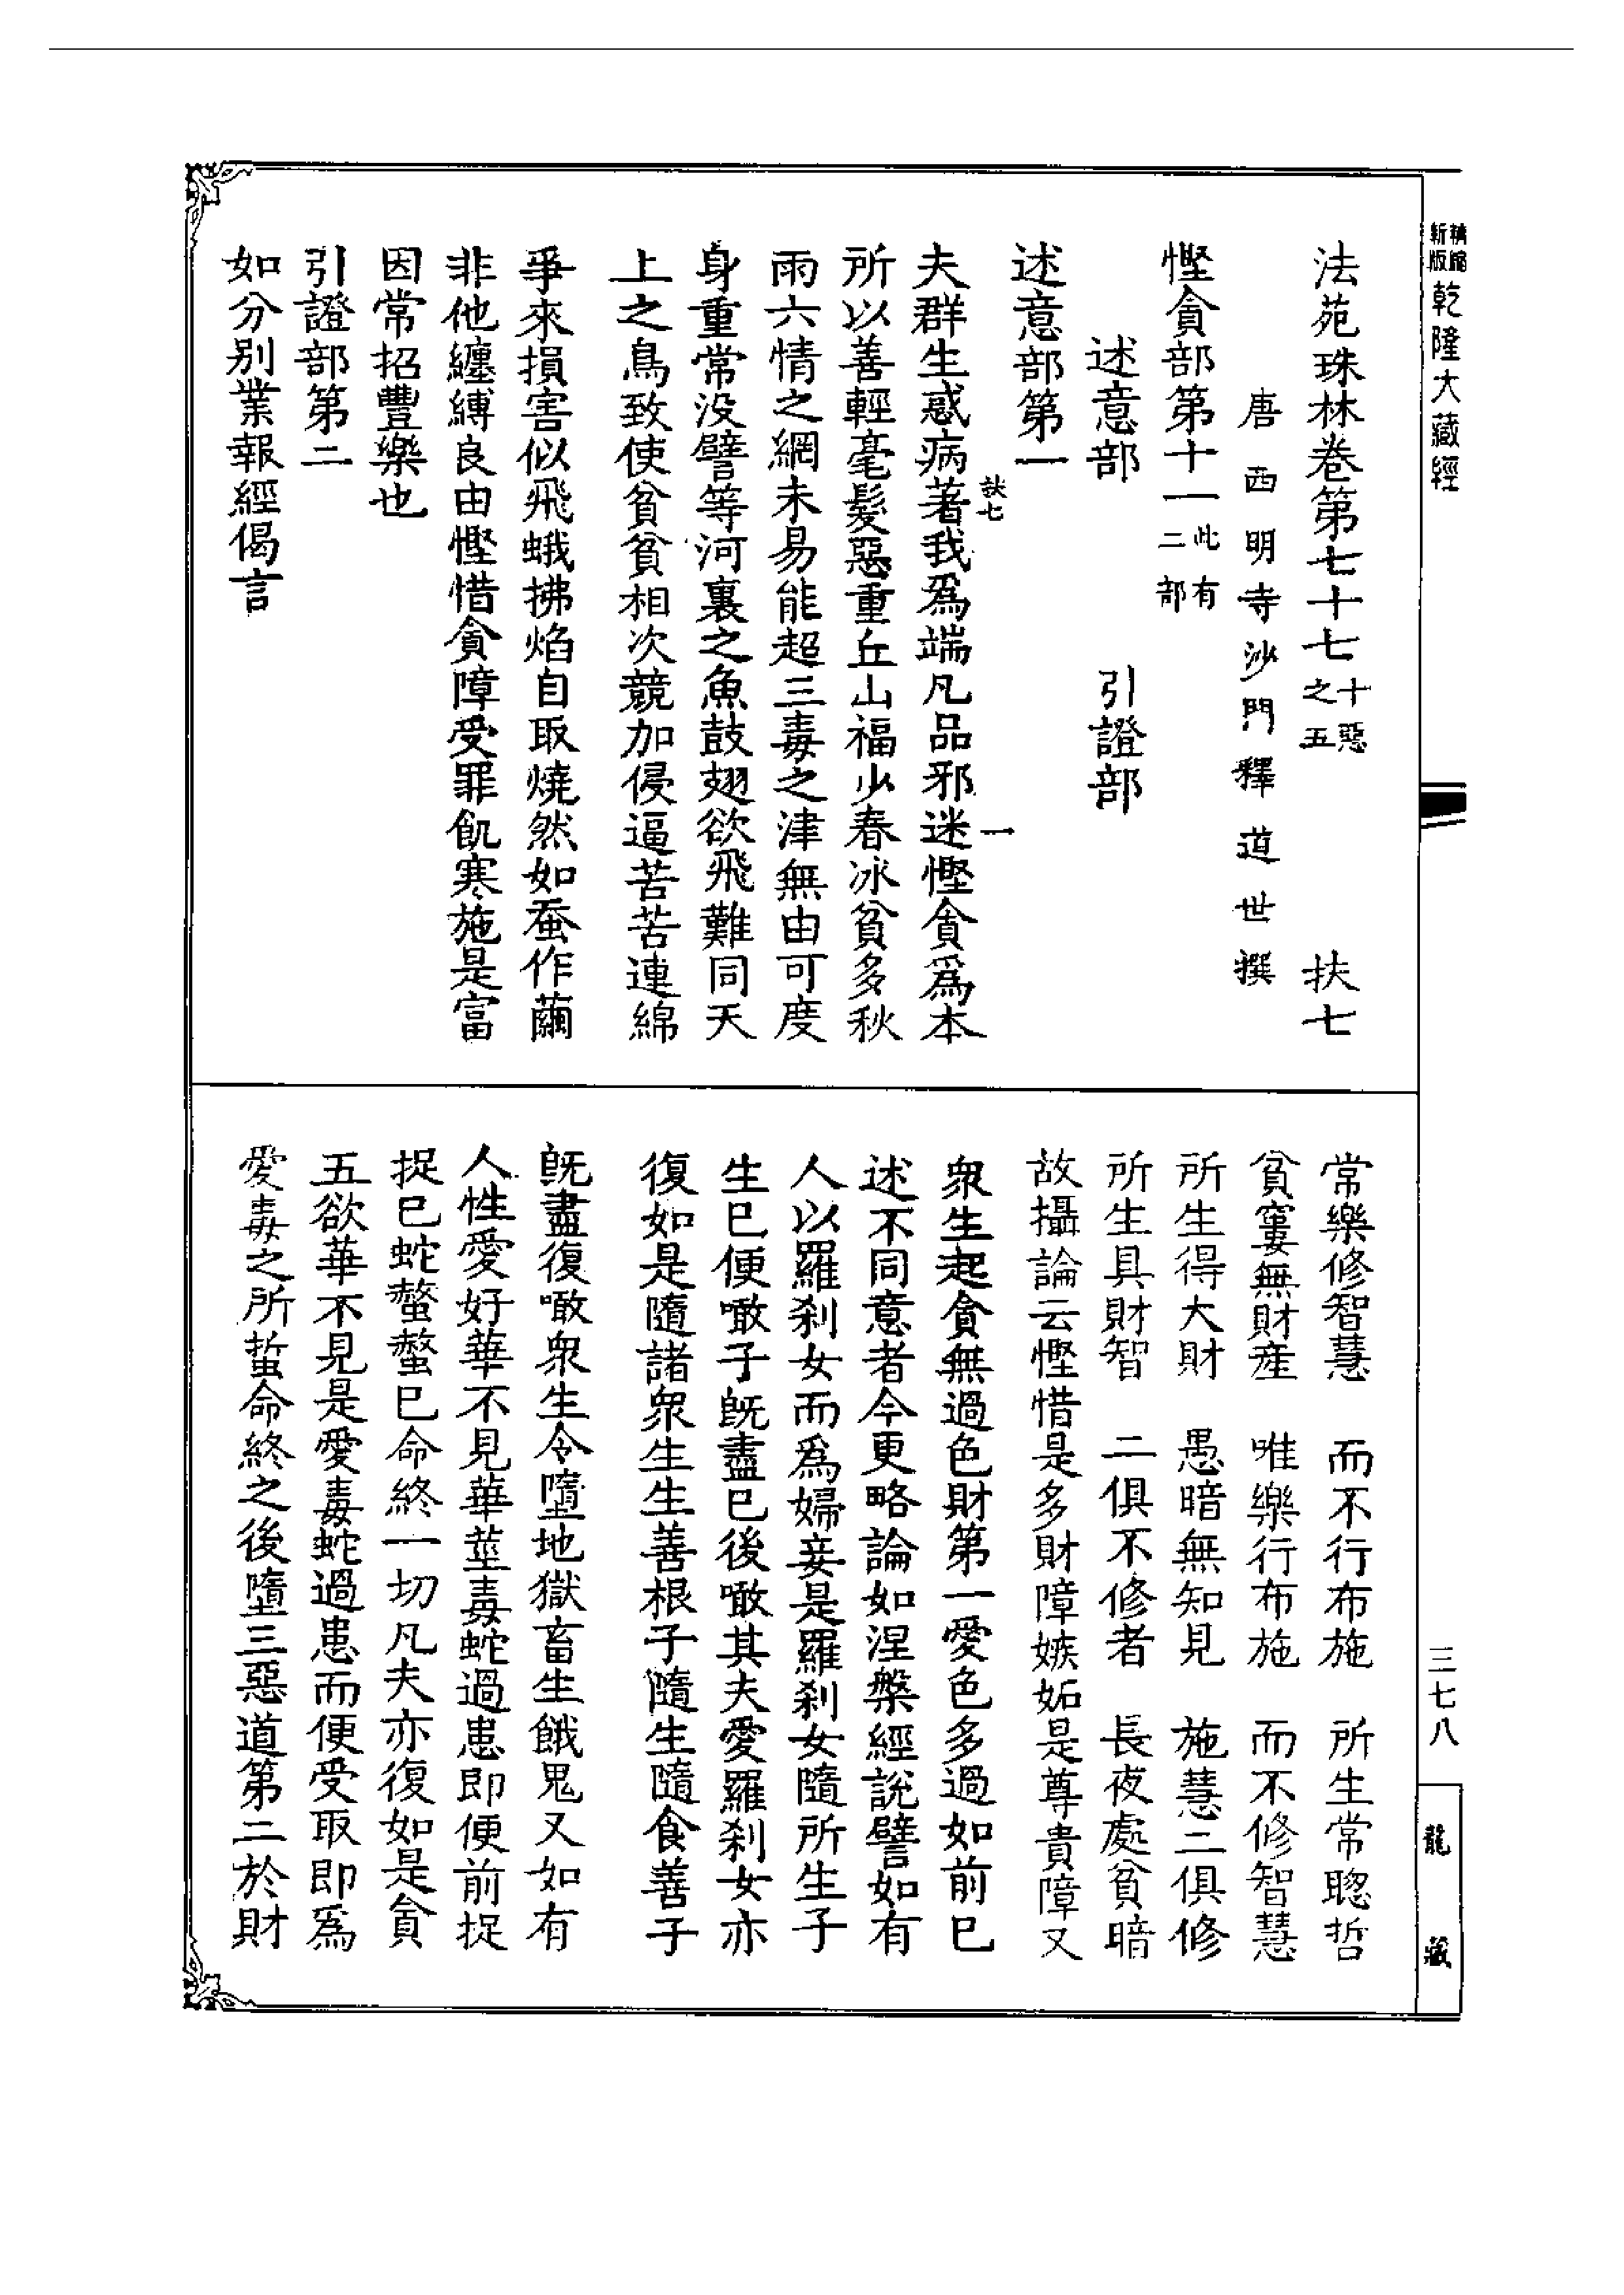 精縮新版乾隆大藏經
法苑珠林卷第七十七十惡之五 扶七
唐西明寺沙門釋道世撰
慳貪部第十一此有二部
述意部 引證部
述意部第一
扶七 一
夫群生惑病著我爲端凡品邪迷慳貪爲本
所以善輕毫髮惡重丘山福少春冰貧多秋
雨六情之網未易能超三毒之津無由可度
身重常没譬等河裏之魚鼓翅欲飛難同天
上之鳥致使貧貧相次競加侵逼苦苦連綿
爭來損害似飛蛾拂焰自取燒然如蚕作繭
非他纏縛良由慳惜貪障受罪飢寒施是富
因常招豐樂也
引證部第二
如分别業報經偈言
常樂修智慧 而不行布施 所生常聰哲
貧窶無財産 唯樂行布施 而不修智慧
所生得大財 愚暗無知見 施慧二俱修
所生具財智 二俱不修者 長夜處貧暗
故攝論云慳惜是多財障嫉妬是尊貴障又
衆生起貪無過色財第一愛色多過如前已
述不同意者今更略論如涅槃經説譬如有
人以羅剎女而爲婦妾是羅剎女隨所生子
生已便噉子既盡已後噉其夫愛羅剎女亦
復如是隨諸衆生生善根子隨生隨食善子
既盡復噉衆生令墮地獄畜生餓鬼又如有
人性愛好華不見華莖毒蛇過患即便前捉
捉已蛇螫螫已命終一切凡夫亦復如是貪
五欲華不見是愛毒蛇過患而便受取即爲
愛毒之所蜇命終之後墮三惡道第二於財
三七八
龍藏